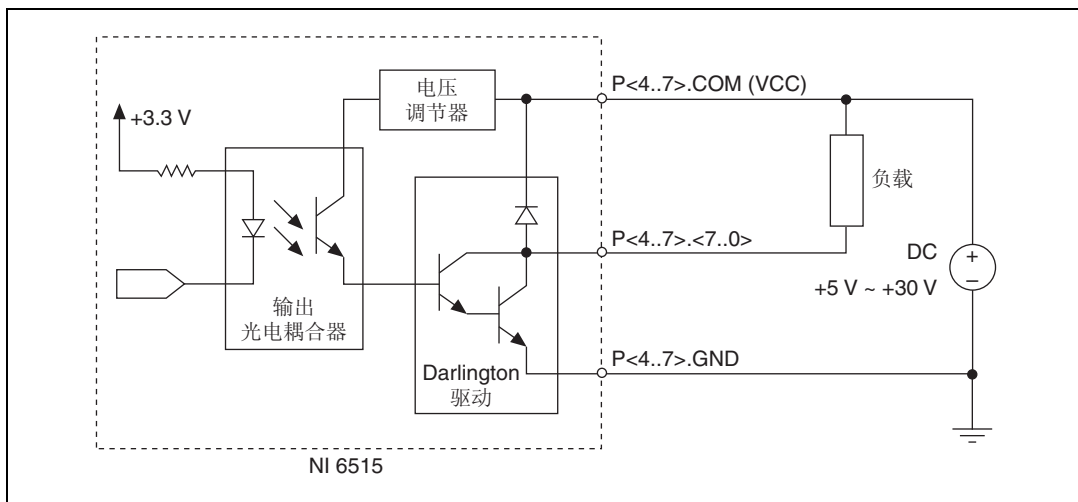 电压
调节器
P<4..7>.COM (VCC)
+3.3 V
负载
P<4..7>.<7..0>
DC
+
–
+5 V ~ +30 V
输出
光电耦合器
P<4..7>.GND
Darlington
驱动
NI 6515